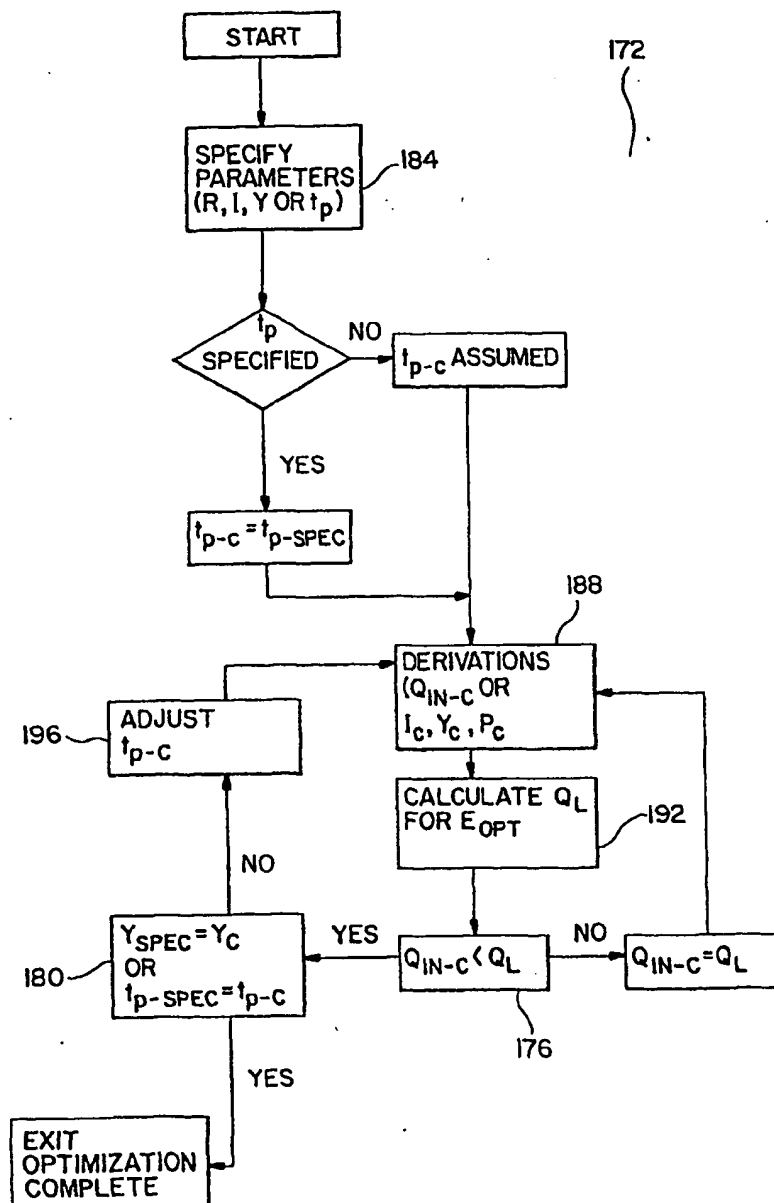 START
172
SPECIFY
PARAMETERS
(R, I, Y OR tp)
184
tp
SPECIFIED
NO
tp-c ASSUMED
YES
tp-c = tp-SPEC
188
DERIVATIONS
(QIN-C OR
IC, YC, PC
ADJUST
tp-c
196
CALCULATE QL
FOR EOPT
192
NO
YSPEC = YC
OR
tp-SPEC = tp-c
180
YES
QIN-C < QL
NO
QIN-C = QL
176
YES
EXIT
OPTIMIZATION
COMPLETE